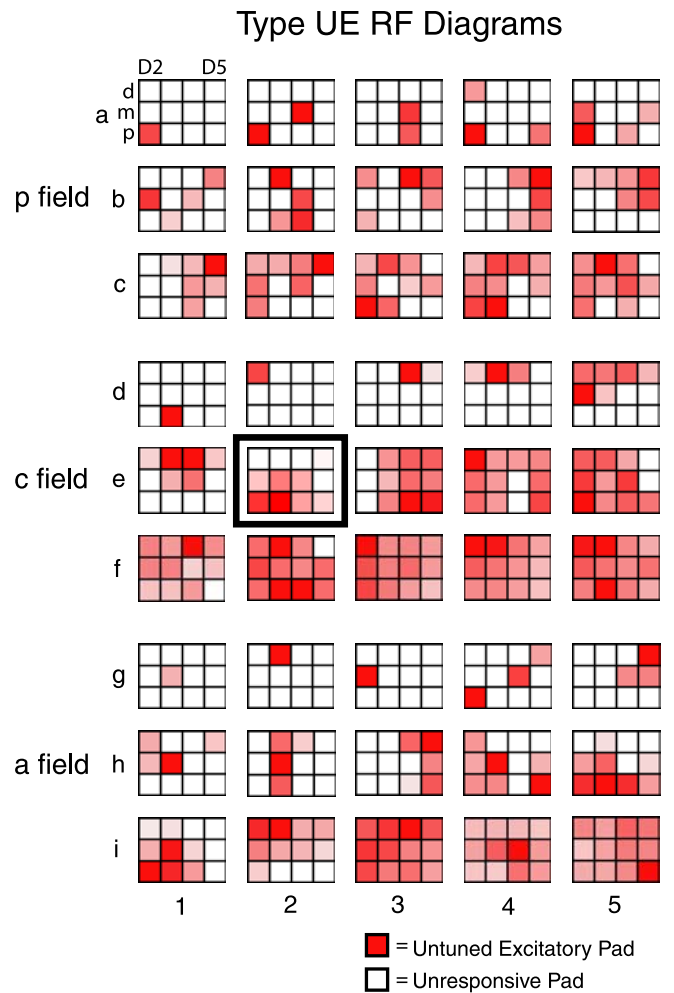 Type UE RF Diagrams
D2 D5
d
a m
p
p field b
c
d
c field e
f
g
a field h
i
1 2 3 4 5
= Untuned Excitatory Pad
= Unresponsive Pad